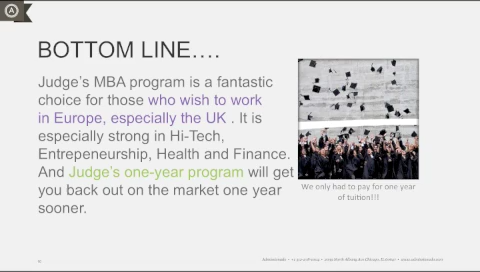 BOTTOM LINE....
Judge's MBA program is a fantastic
choice for those who wish to work
in Europe, especially the UK . It is
especially strong in Hi-Tech,
Entrepeneurship, Health and Finance.
And Judge's one-year program will get
you back out on the market one year
sooner.
We only had to pay for one year
of tuition!!!